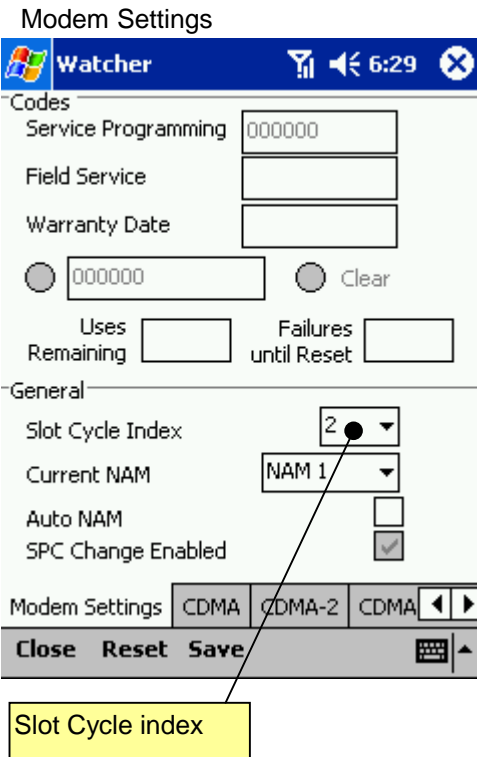 Modem Settings
Watcher 6:29
Codes
Service Programming 000000
Field Service
Warranty Date
000000 Clear
Uses Remaining Failures until Reset
General
Slot Cycle Index 2
Current NAM NAM 1
Auto NAM
SPC Change Enabled
Modem Settings CDMA CDMA-2 CDMA
Close Reset Save
Slot Cycle index